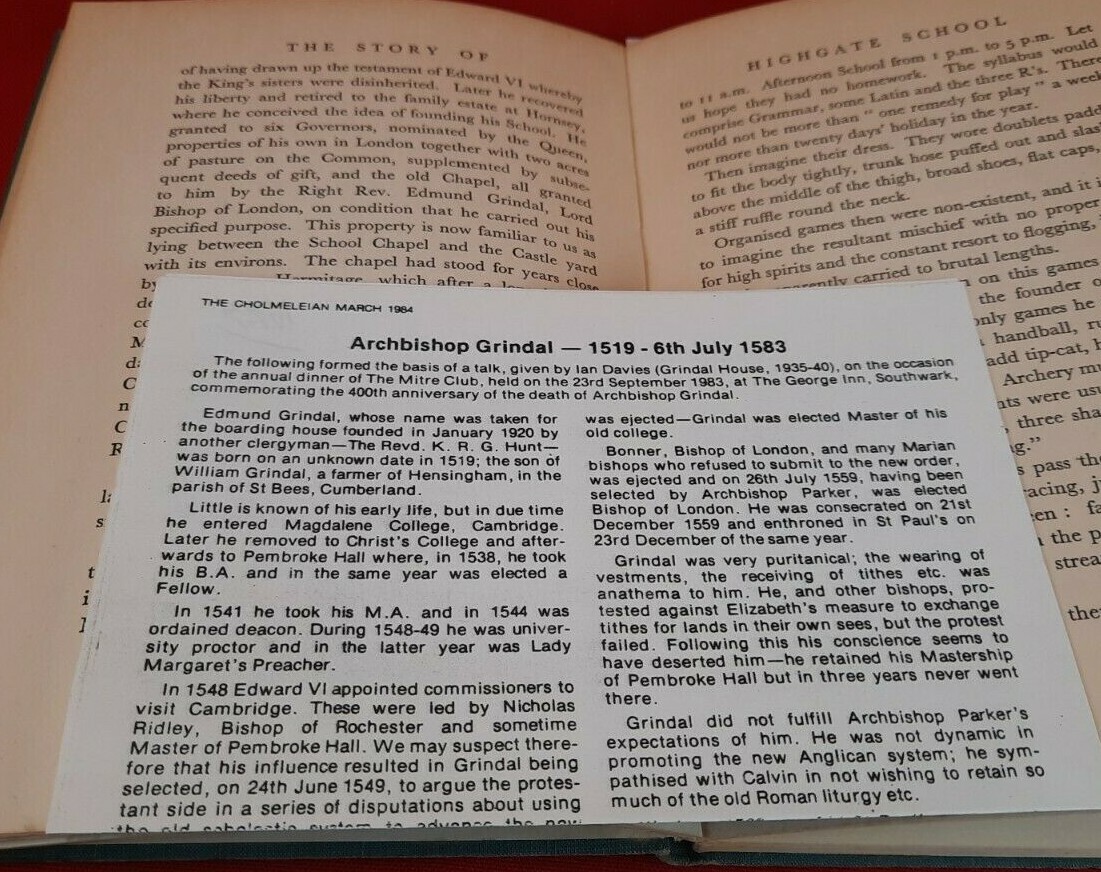 THE STORY OF
of having drawn up the testament of Edward VI whereby
the King's sisters were disinherited. Later he recovered
his liberty and retired to the family estate at Hornsey,
where he conceived the idea of founding his School. He
granted to six Governors, nominated by the Queen,
properties of his own in London together with two acres
of pasture on the Common, supplemented by subse-
quent deeds of gift, and the old Chapel, all granted
to him by the Right Rev. Edmund Grindal, Lord
Bishop of London, on condition that he carried out his
specified purpose. This property is now familiar to us as
lying between the School Chapel and the Castle yard
with its environs. The chapel had stood for years close
Hermitage, which after a
HIGHGATE SCHOOL
to 11 a.m. Afternoon School from 1 p.m. to 5 p.m. Let
us hope they had no homework. The syllabus would
comprise Grammar, some Latin and the three R's. There
would not be more than "one remedy for play" a week
nor more than twenty days' holiday in the year.
Then imagine their dress. They wore doublets padd
to fit the body tightly, trunk hose puffed out and slas
above the middle of the thigh, broad shoes, flat caps,
a stiff ruffle round the neck.
Organised games then were non-existent, and it i
to imagine the resultant mischief with no proper
for high spirits and the constant resort to flogging,
carried to brutal lengths.
on this games
the founder o
only games he
handball, ru
add tip-cat, h
Archery mu
were usu
three sha
g."
pass the
acing, j
en : fa
the p
strea
the
THE CHOLMELEIAN MARCH 1984
Archbishop Grindal — 1519 - 6th July 1583
The following formed the basis of a talk, given by Ian Davies (Grindal House, 1935-40), on the occasion
of the annual dinner of The Mitre Club, held on the 23rd September 1983, at The George Inn, Southwark,
commemorating the 400th anniversary of the death of Archbishop Grindal.
Edmund Grindal, whose name was taken for
the boarding house founded in January 1920 by
another clergyman—The Revd. K. R. G. Hunt—
was born on an unknown date in 1519; the son of
William Grindal, a farmer of Hensingham, in the
parish of St Bees, Cumberland.
Little is known of his early life, but in due time
he entered Magdalene College, Cambridge.
Later he removed to Christ's College and after-
wards to Pembroke Hall where, in 1538, he took
his B.A. and in the same year was elected a
Fellow.
In 1541 he took his M.A. and in 1544 was
ordained deacon. During 1548-49 he was univer-
sity proctor and in the latter year was Lady
Margaret's Preacher.
In 1548 Edward VI appointed commissioners to
visit Cambridge. These were led by Nicholas
Ridley, Bishop of Rochester and sometime
Master of Pembroke Hall. We may suspect there-
fore that his influence resulted in Grindal being
selected, on 24th June 1549, to argue the protes-
tant side in a series of disputations about using
the old scholastic system to advance the new
was ejected—Grindal was elected Master of his
old college.
Bonner, Bishop of London, and many Marian
bishops who refused to submit to the new order,
was ejected and on 26th July 1559, having been
selected by Archbishop Parker, was elected
Bishop of London. He was consecrated on 21st
December 1559 and enthroned in St Paul's on
23rd December of the same year.
Grindal was very puritanical; the wearing of
vestments, the receiving of tithes etc. was
anathema to him. He, and other bishops, pro-
tested against Elizabeth's measure to exchange
tithes for lands in their own sees, but the protest
failed. Following this his conscience seems to
have deserted him—he retained his Mastership
of Pembroke Hall but in three years never went
there.
Grindal did not fulfill Archbishop Parker's
expectations of him. He was not dynamic in
promoting the new Anglican system; he sym-
pathised with Calvin in not wishing to retain so
much of the old Roman liturgy etc.